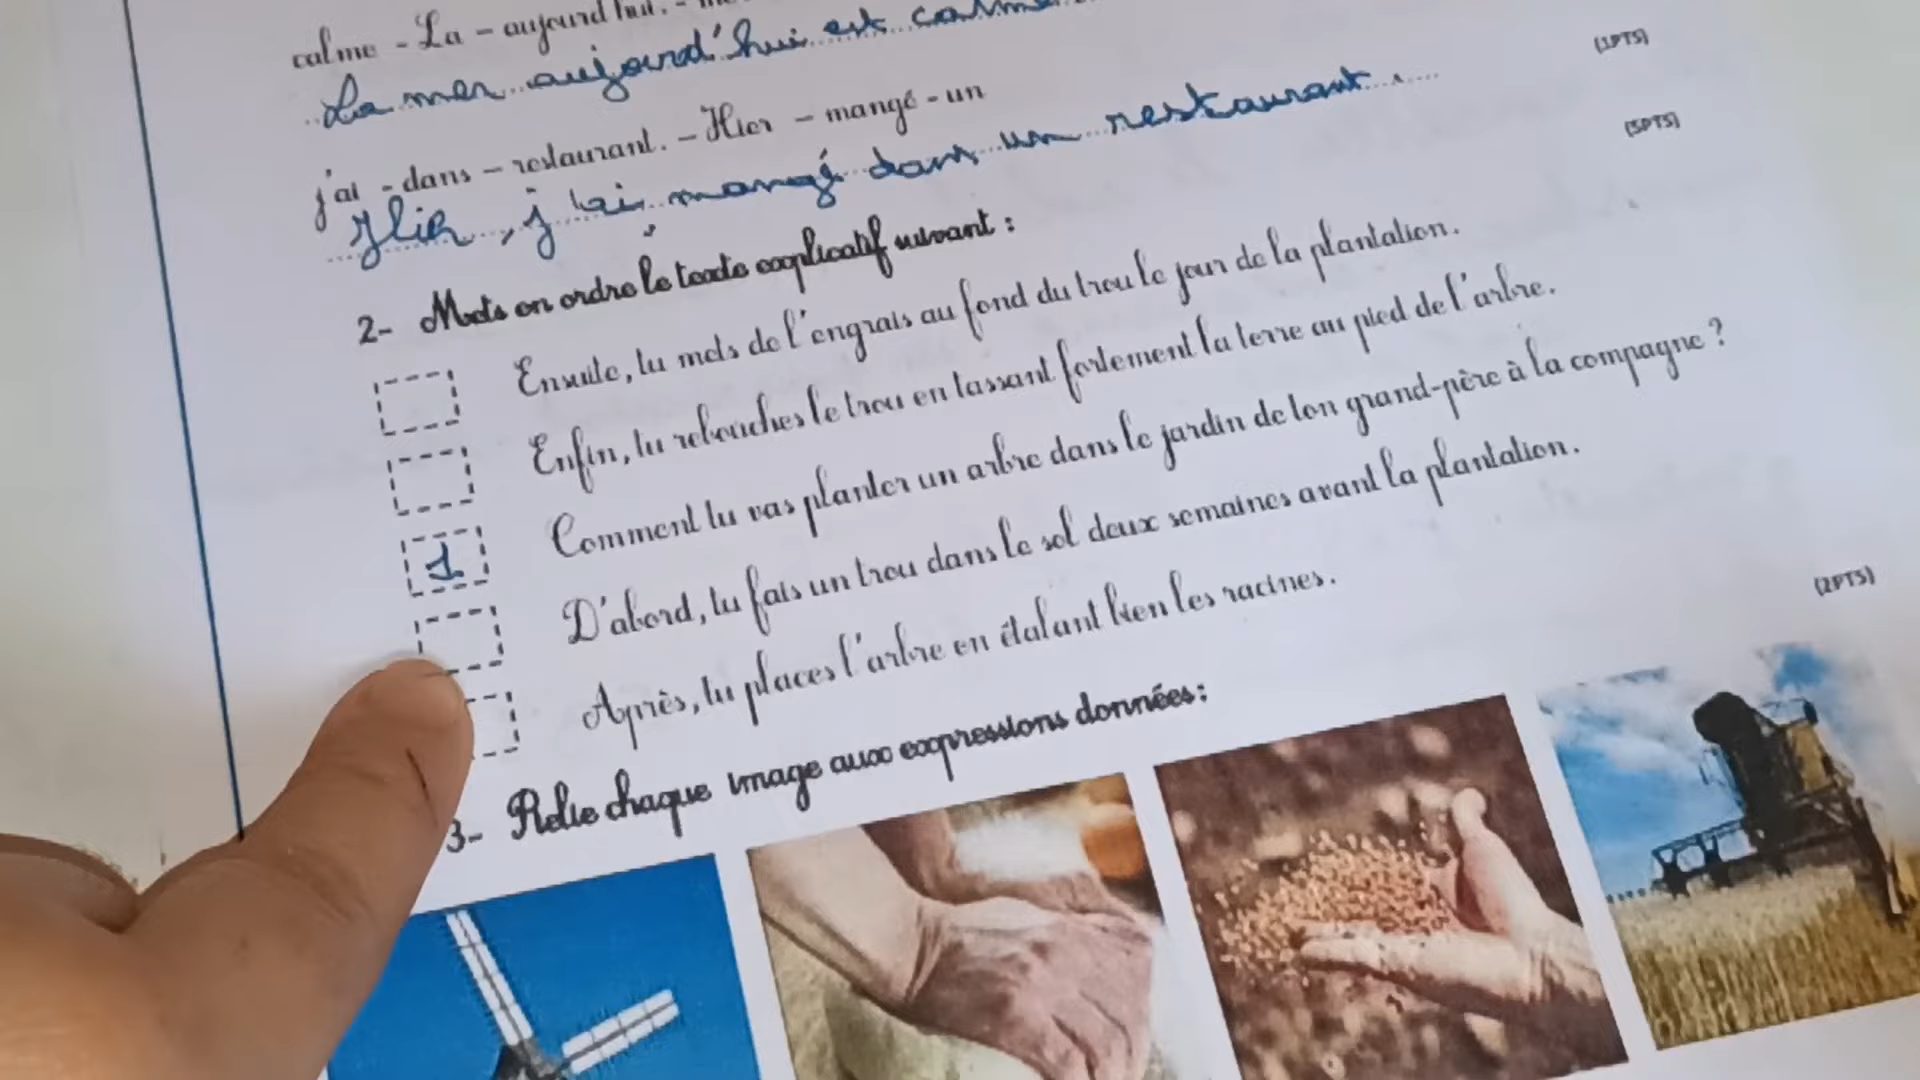 calme - La - aujourd'hui. -
La mer aujourd'hui est calme
(1PTS)
j'ai - dans - restaurant. - Hier - mangé - un
Hier, j'ai mangé dans un restaurant.
(5PTS)
2- Mets en ordre le texte explicatif suivant :
Ensuite, tu mets de l'engrais au fond du trou le jour de la plantation.
Enfin, tu rebouches le trou en tassant fortement la terre au pied de l'arbre.
1 Comment tu vas planter un arbre dans le jardin de ton grand-père à la compagne ?
D'abord, tu fais un trou dans le sol deux semaines avant la plantation.
Après, tu places l'arbre en étalant bien les racines.
(2PTS)
3- Relie chaque image aux expressions données :